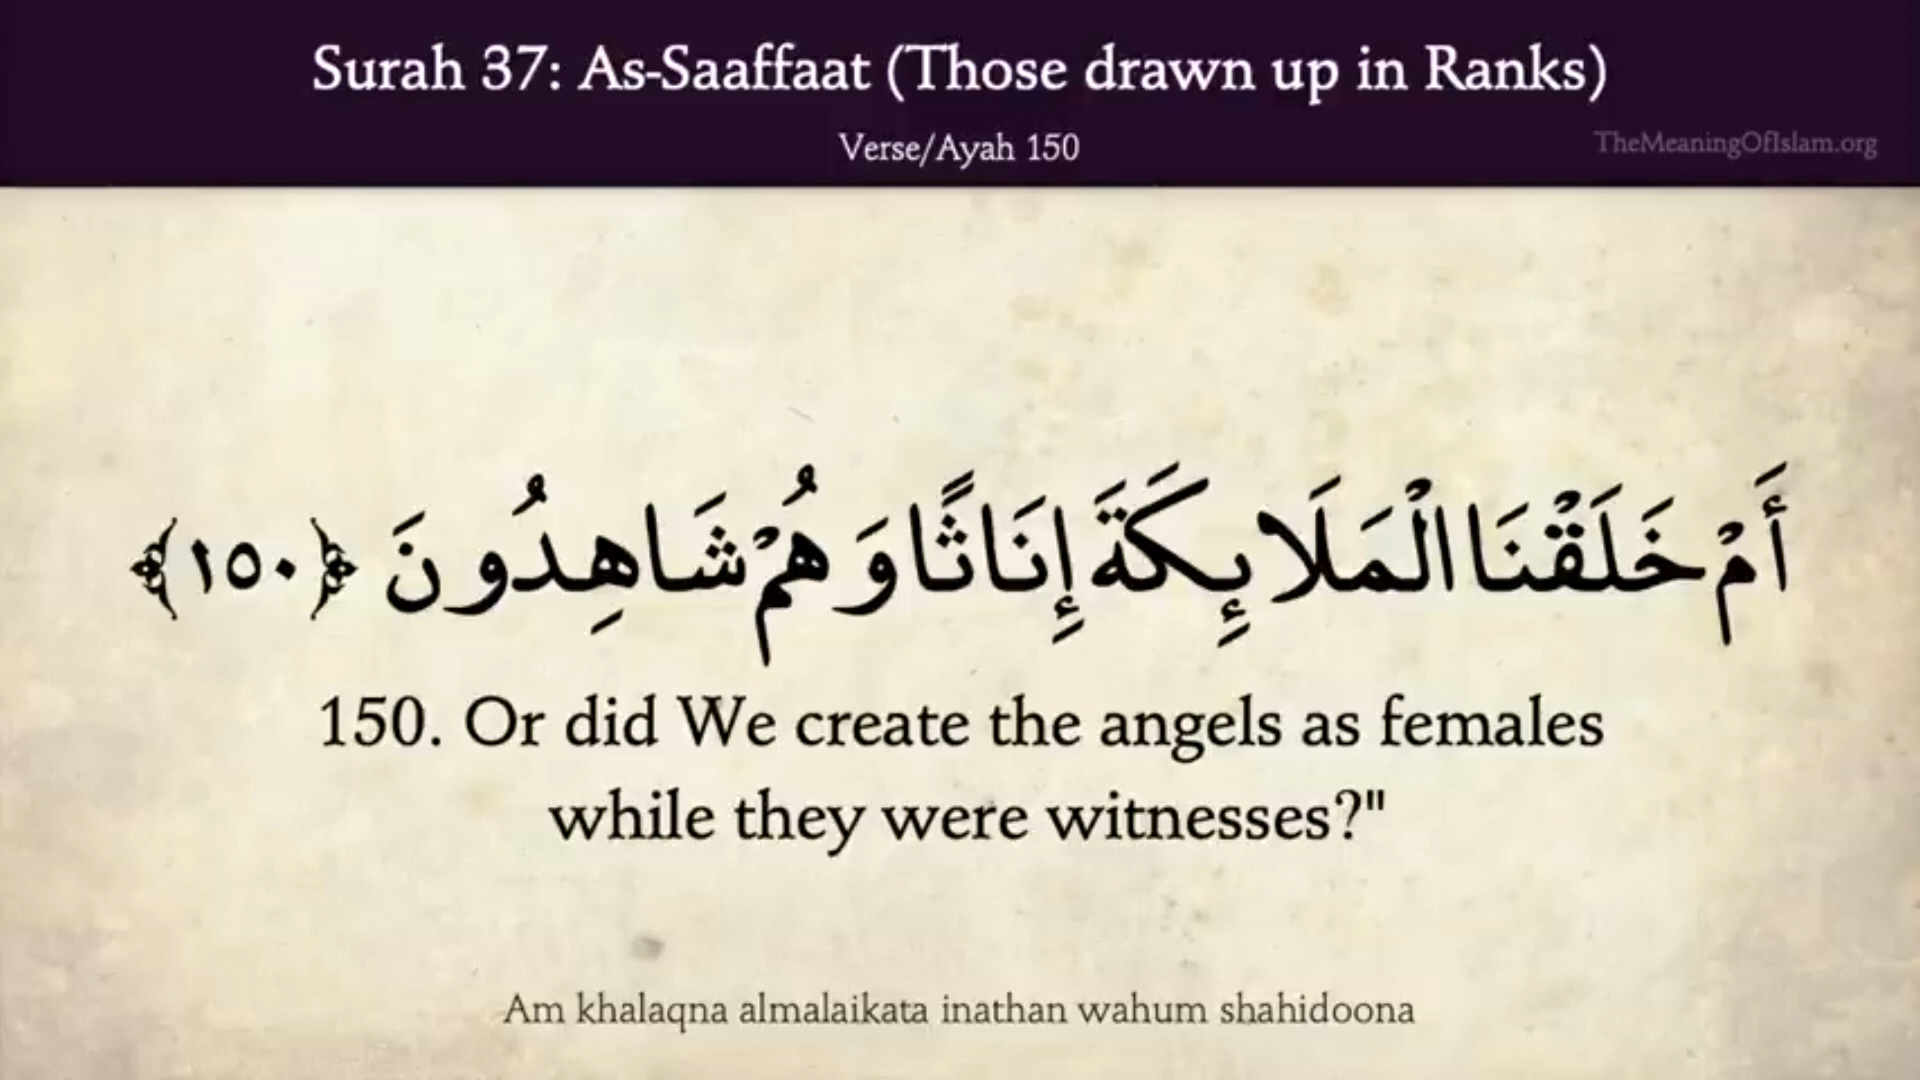 Surah 37: As-Saaffaat (Those drawn up in Ranks)
Verse/Ayah 150
TheMeaningOfIslam.org
أَمْ خَلَقْنَا الْمَلَائِكَةَ إِنَاثًا وَهُمْ شَاهِدُونَ ﴿١٥٠﴾
150. Or did We create the angels as females
while they were witnesses?"
Am khalaqna almalaikata inathan wahum shahidoona